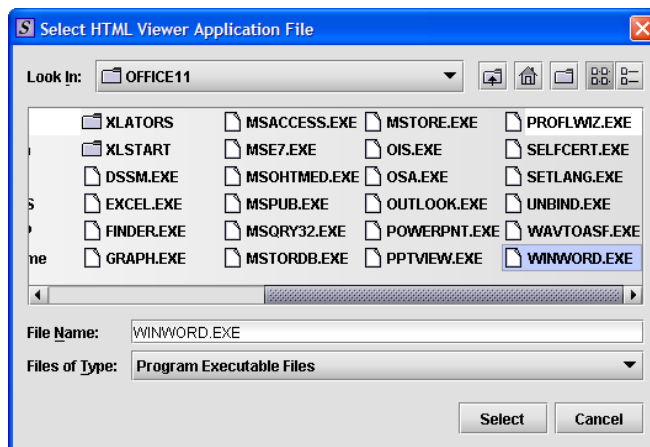 S Select HTML Viewer Application File
Look In: OFFICE11
XLATORS MSACCESS.EXE MSTORE.EXE PROFLWIZ.EXE
XLSTART MSE7.EXE OIS.EXE SELFCERT.EXE
DSSM.EXE MSOHTMED.EXE OSA.EXE SETLANG.EXE
S EXCEL.EXE MSPUB.EXE OUTLOOK.EXE UNBIND.EXE
FINDER.EXE MSQRY32.EXE POWERPNT.EXE WAVTOASF.EXE
me GRAPH.EXE MSTORDB.EXE PPTVIEW.EXE WINWORD.EXE
File Name: WINWORD.EXE
Files of Type: Program Executable Files
Select Cancel